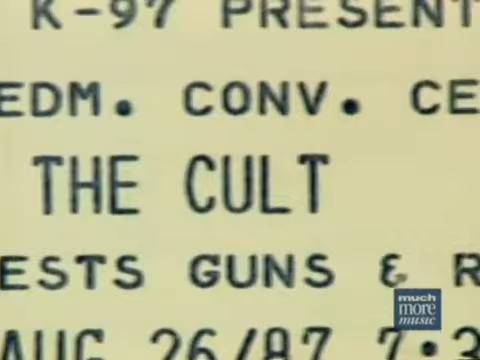 K-97 PRESENT
EDM. CONV. CE
THE CULT
ESTS GUNS & R
AUG 26/87 7:3
much
more
music